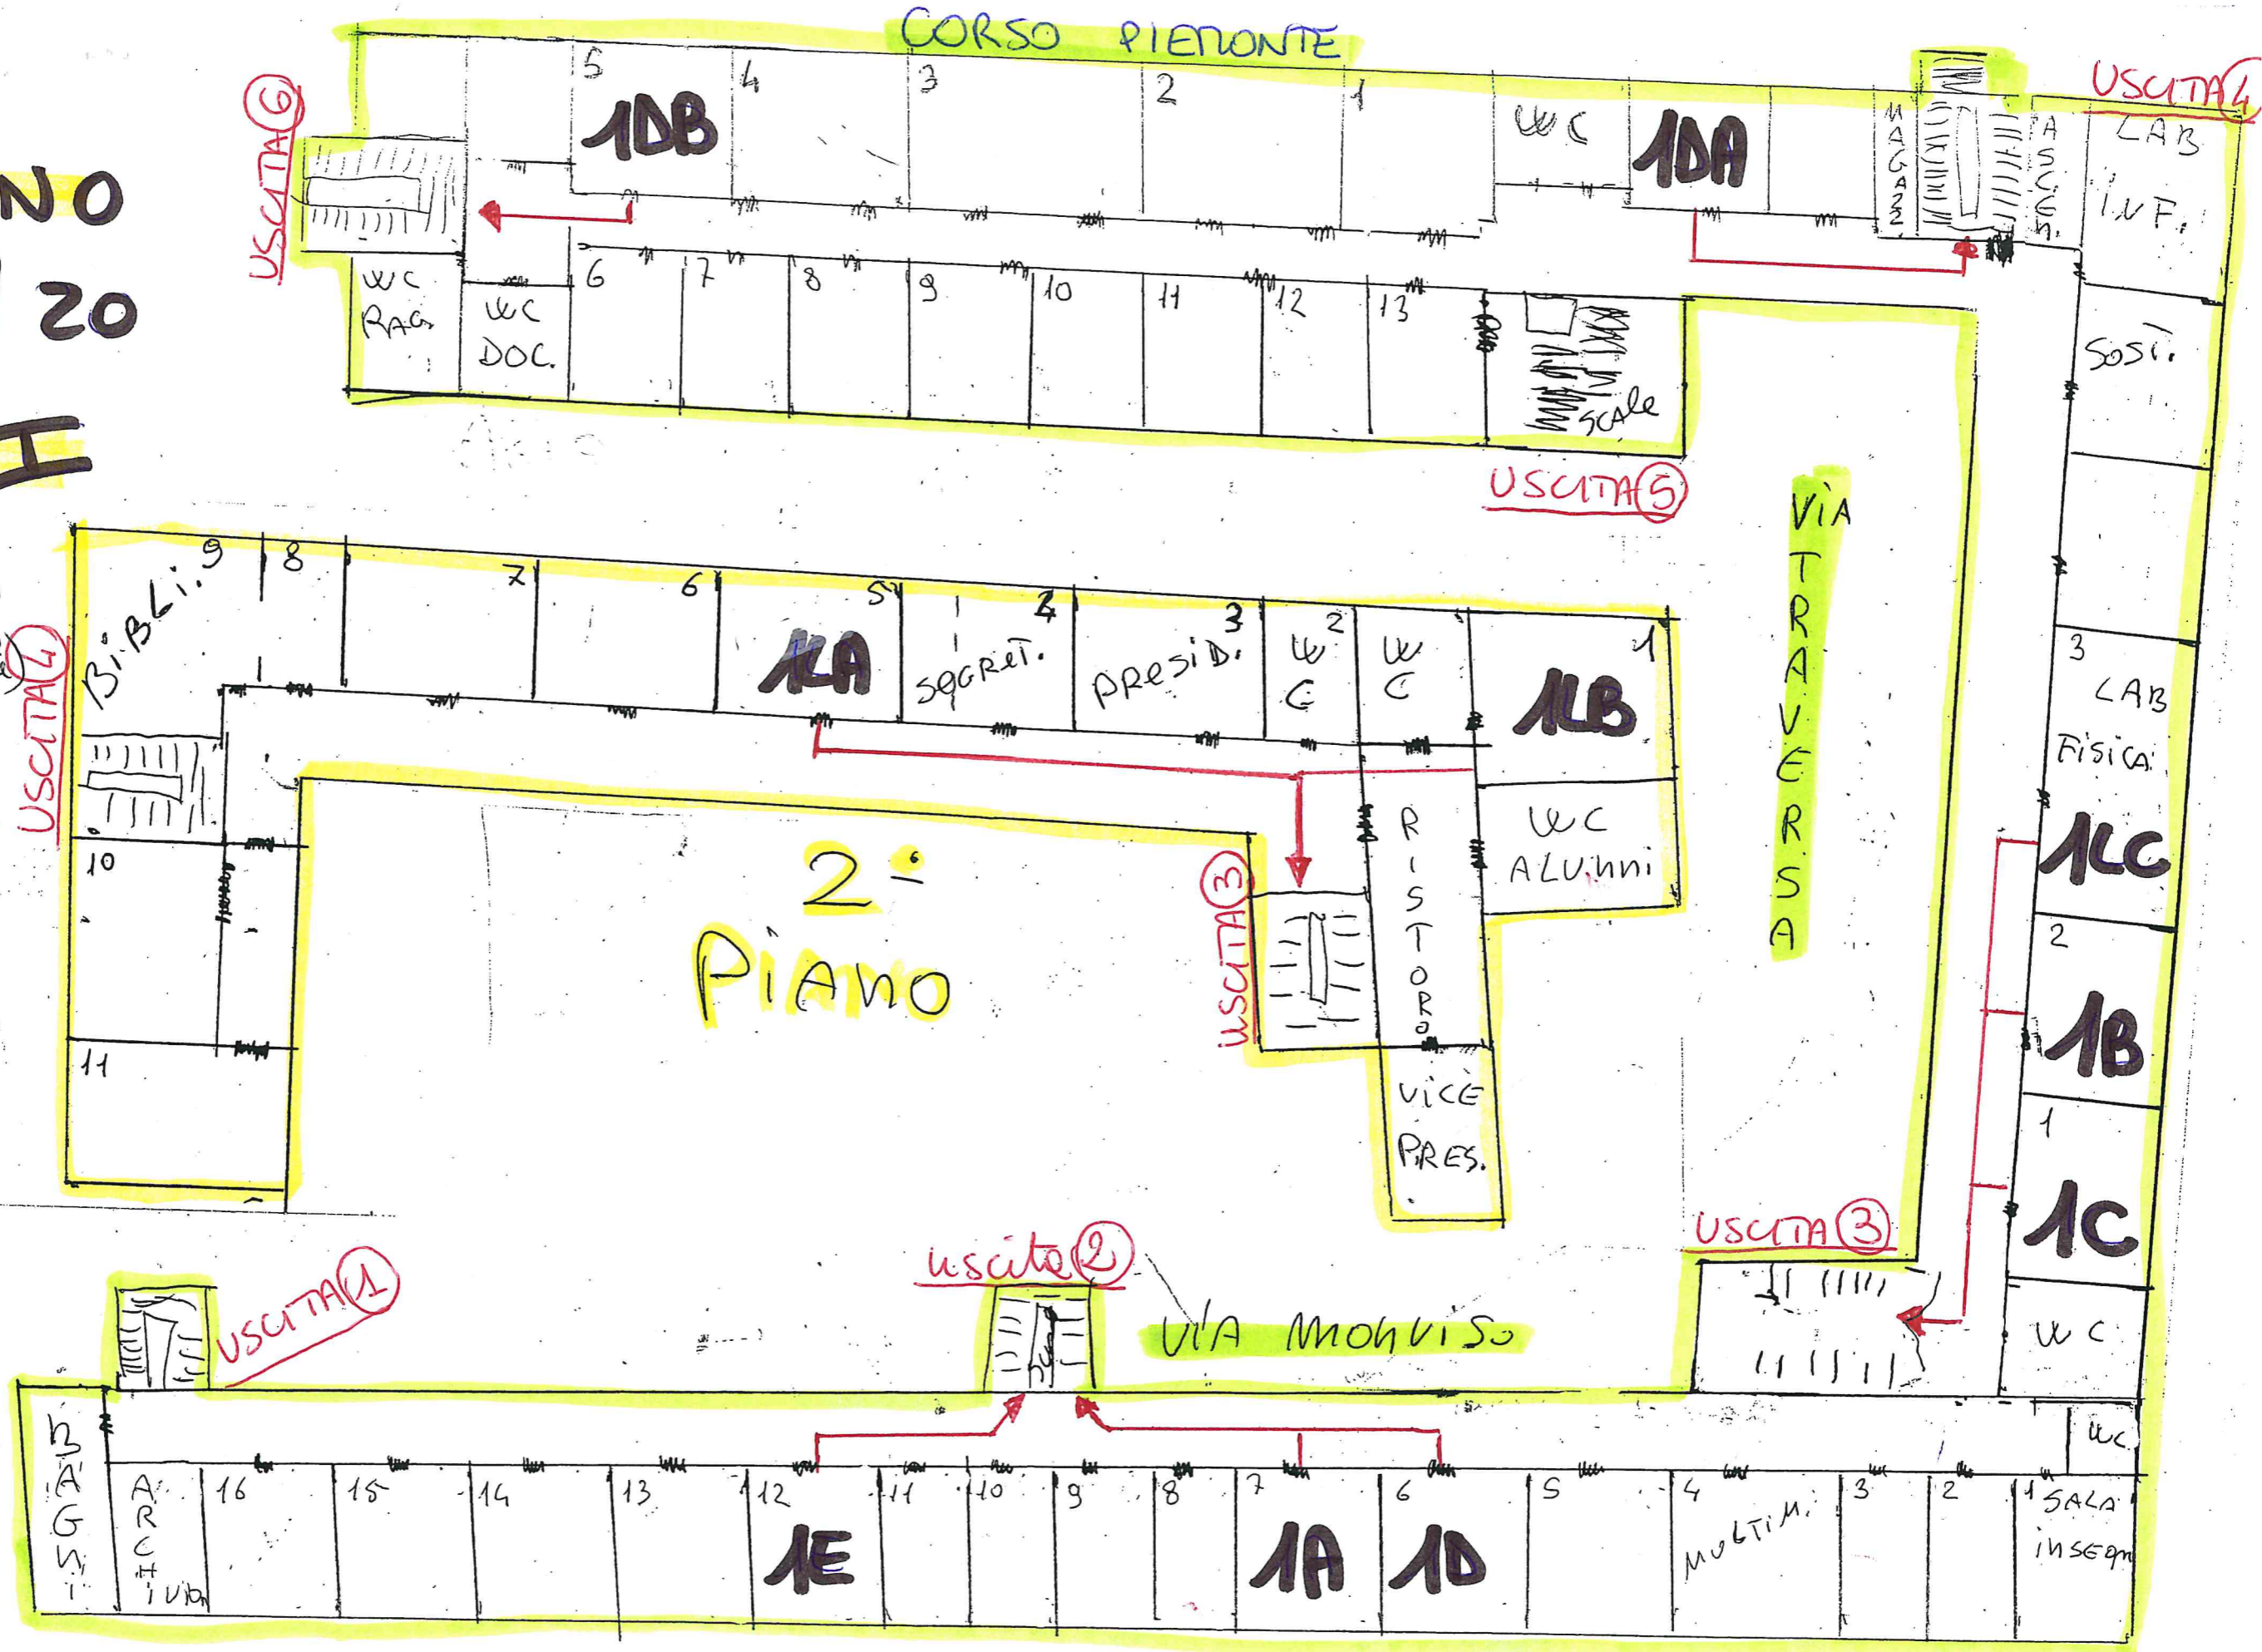 CORSO PIEMONTE
USCITA 6
5
1DB
4
3
2
1
WC
1DA
MAGAZZ
ASCEN.
USCITA 4
LAB
INF.
NO
20
H
WC
RAG.
WC
DOC.
6
7
8
9
10
11
12
13
SCALE
USCITA 5
SOST.
VIA
TRAVERSA
BIBLI.
9
8
7
6
5
1LA
4
SEGRET.
3
PRESID.
2
WC
WC
1
1LB
WC
ALUNNI
RISTORO
USCITA 4
10
11
2° PIANO
USCITA 3
VICE
PRES.
3
LAB
FISICA
1LC
2
1B
1
1C
WC
USCITA 3
USCITA 1
uscita 2
VIA MONVISO
BAGNI
ARCHIVIO
16
15
14
13
12
1E
11
10
9
8
7
1A
6
1D
5
4
MULTIM.
3
2
1
WC
SALA
INSEGN